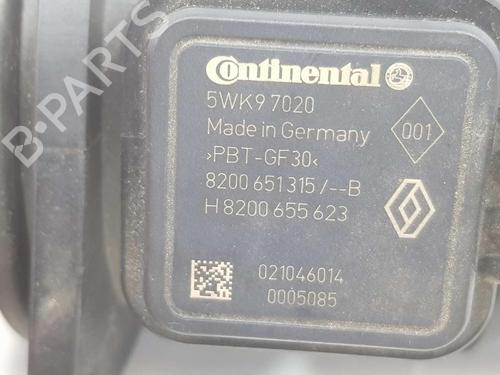 Continental
5WK9 7020
Made in Germany
001
>PBT-GF30<
8200 651 315 /--B
H 8200 655 623
021046014
0005085
B-PARTS